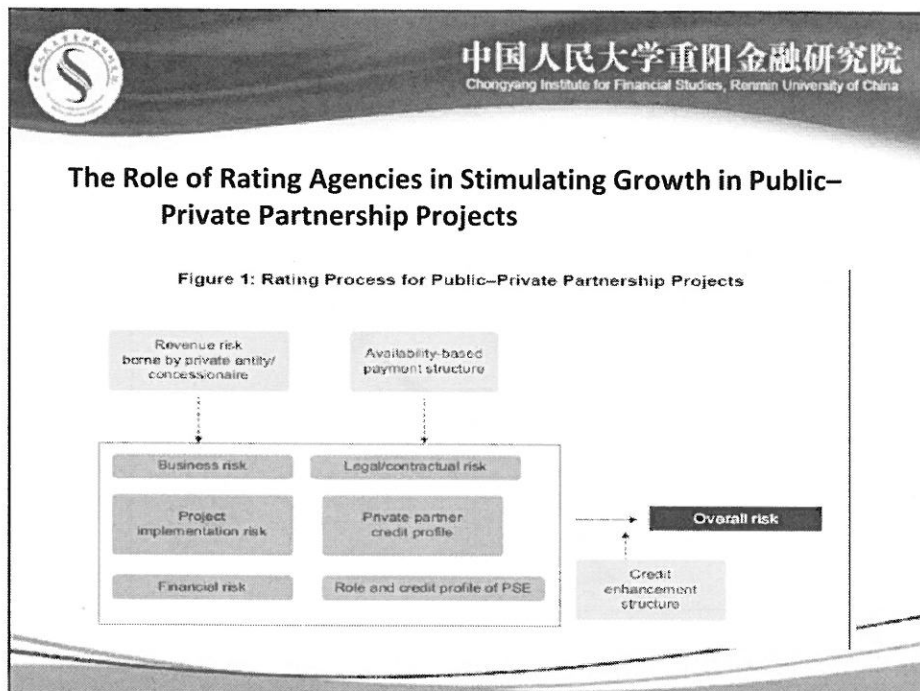 中国人民大学重阳金融研究院
Chongyang Institute for Financial Studies, Renmin University of China
The Role of Rating Agencies in Stimulating Growth in Public–
Private Partnership Projects
Figure 1: Rating Process for Public–Private Partnership Projects
Revenue risk
borne by private entity/
concessionaire
Availability-based
payment structure
Business risk
Legal/contractual risk
Project
implementation risk
Private partner
credit profile
Overall risk
Financial risk
Role and credit profile of PSE
Credit
enhancement
structure